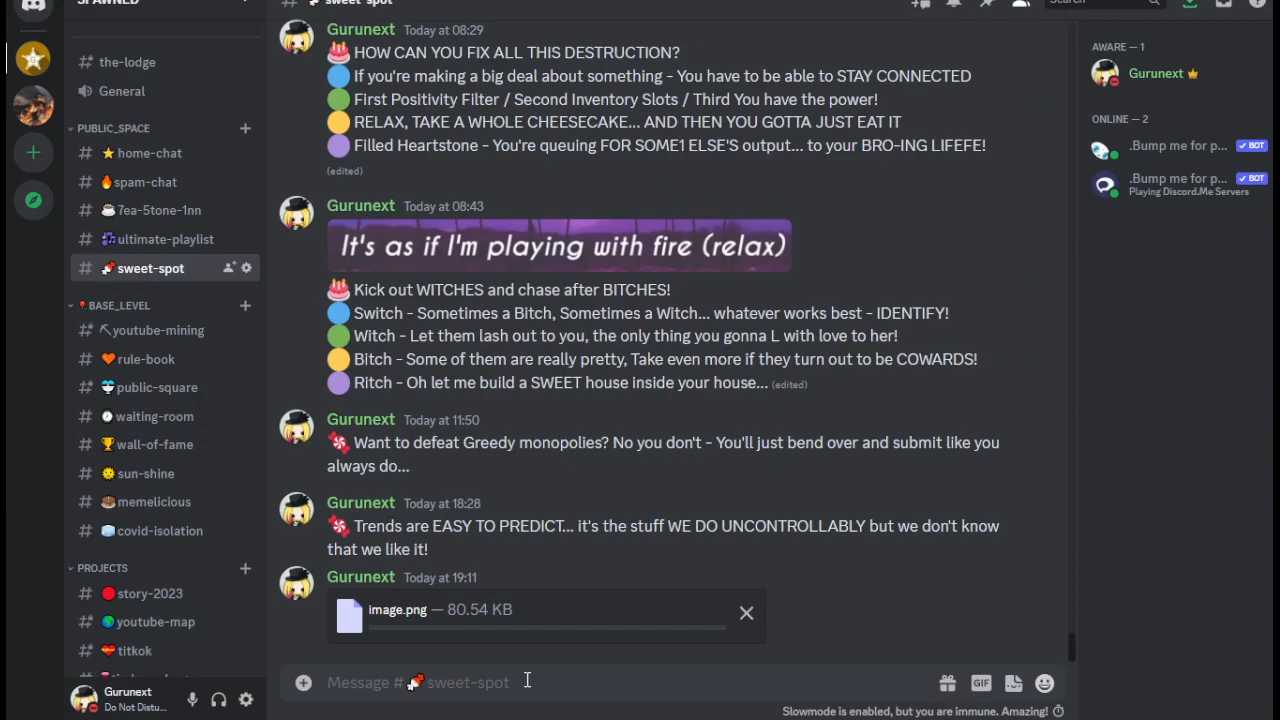 SPAWNED
sweet-spot
Search
the-lodge
General
PUBLIC_SPACE
home-chat
spam-chat
7ea-5tone-1nn
ultimate-playlist
sweet-spot
BASE_LEVEL
youtube-mining
rule-book
public-square
waiting-room
wall-of-fame
sun-shine
memelicious
covid-isolation
PROJECTS
story-2023
youtube-map
titkok
Gurunext
Do Not Distu...
Gurunext Today at 08:29
HOW CAN YOU FIX ALL THIS DESTRUCTION?
If you're making a big deal about something - You have to be able to STAY CONNECTED
First Positivity Filter / Second Inventory Slots / Third You have the power!
RELAX, TAKE A WHOLE CHEESECAKE... AND THEN YOU GOTTA JUST EAT IT
Filled Heartstone - You're queuing FOR SOME1 ELSE'S output... to your BRO-ING LIFEFE!
(edited)
Gurunext Today at 08:43
It's as if I'm playing with fire (relax)
Kick out WITCHES and chase after BITCHES!
Switch - Sometimes a Bitch, Sometimes a Witch... whatever works best - IDENTIFY!
Witch - Let them lash out to you, the only thing you gonna L with love to her!
Bitch - Some of them are really pretty, Take even more if they turn out to be COWARDS!
Ritch - Oh let me build a SWEET house inside your house... (edited)
Gurunext Today at 11:50
Want to defeat Greedy monopolies? No you don't - You'll just bend over and submit like you
always do...
Gurunext Today at 18:28
Trends are EASY TO PREDICT... it's the stuff WE DO UNCONTROLLABLY but we don't know
that we like it!
Gurunext Today at 19:11
image.png — 80.54 KB
Message # sweet-spot
GIF
Slowmode is enabled, but you are immune. Amazing!
AWARE — 1
Gurunext
ONLINE — 2
.Bump me for p... BOT
.Bump me for p... BOT
Playing Discord.Me Servers